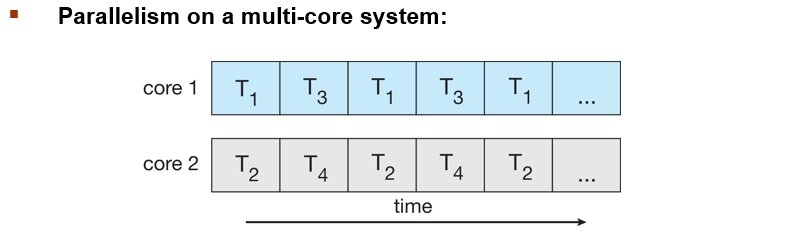 ▪ Parallelism on a multi-core system:
core 1 T₁ T₃ T₁ T₃ T₁ ...
core 2 T₂ T₄ T₂ T₄ T₂ ...
time